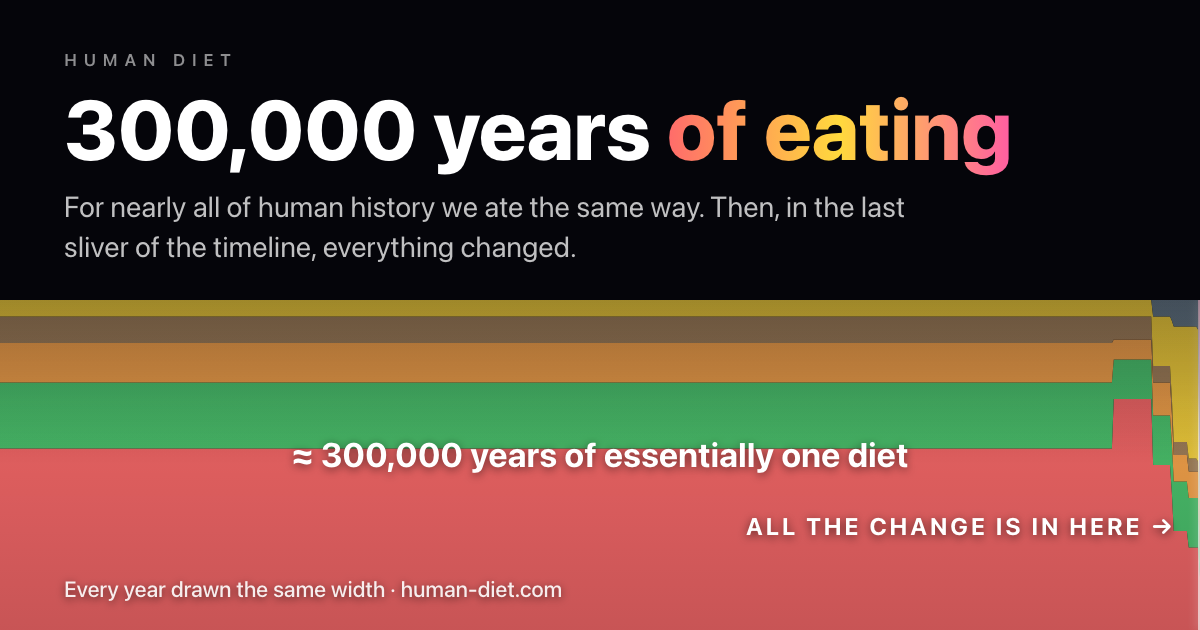 HUMAN DIET
300,000 years of eating
For nearly all of human history we ate the same way. Then, in the last
sliver of the timeline, everything changed.
≈ 300,000 years of essentially one diet
ALL THE CHANGE IS IN HERE →
Every year drawn the same width · human-diet.com